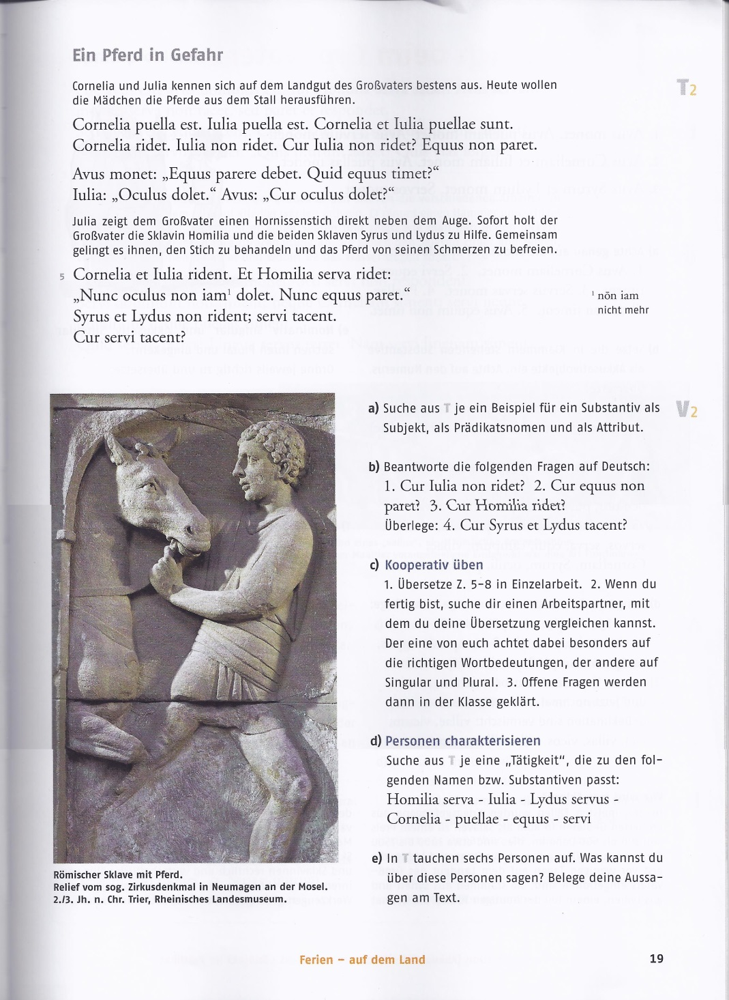 Ein Pferd in Gefahr
Cornelia und Julia kennen sich auf dem Landgut des Großvaters bestens aus. Heute wollen
die Mädchen die Pferde aus dem Stall herausführen.
T2
Cornelia puella est. Iulia puella est. Cornelia et Iulia puellae sunt.
Cornelia ridet. Iulia non ridet. Cur Iulia non ridet? Equus non paret.
Avus monet: „Equus parere debet. Quid equus timet?“
Iulia: „Oculus dolet.“ Avus: „Cur oculus dolet?“
Julia zeigt dem Großvater einen Hornissenstich direkt neben dem Auge. Sofort holt der
Großvater die Sklavin Homilia und die beiden Sklaven Syrus und Lydus zu Hilfe. Gemeinsam
gelingt es ihnen, den Stich zu behandeln und das Pferd von seinen Schmerzen zu befreien.
5 Cornelia et Iulia rident. Et Homilia serva ridet:
„Nunc oculus non iam¹ dolet. Nunc equus paret.“
Syrus et Lydus non rident; servi tacent.
Cur servi tacent?
¹ nōn iam
nicht mehr
a) Suche aus T je ein Beispiel für ein Substantiv als
Subjekt, als Prädikatsnomen und als Attribut.
V2
b) Beantworte die folgenden Fragen auf Deutsch:
1. Cur Iulia non ridet? 2. Cur equus non
paret? 3. Cur Homilia ridet?
Überlege: 4. Cur Syrus et Lydus tacent?
c) Kooperativ üben
1. Übersetze Z. 5-8 in Einzelarbeit. 2. Wenn du
fertig bist, suche dir einen Arbeitspartner, mit
dem du deine Übersetzung vergleichen kannst.
Der eine von euch achtet dabei besonders auf
die richtigen Wortbedeutungen, der andere auf
Singular und Plural. 3. Offene Fragen werden
dann in der Klasse geklärt.
d) Personen charakterisieren
Suche aus T je eine „Tätigkeit“, die zu den fol-
genden Namen bzw. Substantiven passt:
Homilia serva - Iulia - Lydus servus -
Cornelia - puellae - equus - servi
e) In T tauchen sechs Personen auf. Was kannst du
über diese Personen sagen? Belege deine Aussa-
gen am Text.
Römischer Sklave mit Pferd.
Relief vom sog. Zirkusdenkmal in Neumagen an der Mosel.
2./3. Jh. n. Chr. Trier, Rheinisches Landesmuseum.
Ferien – auf dem Land
19